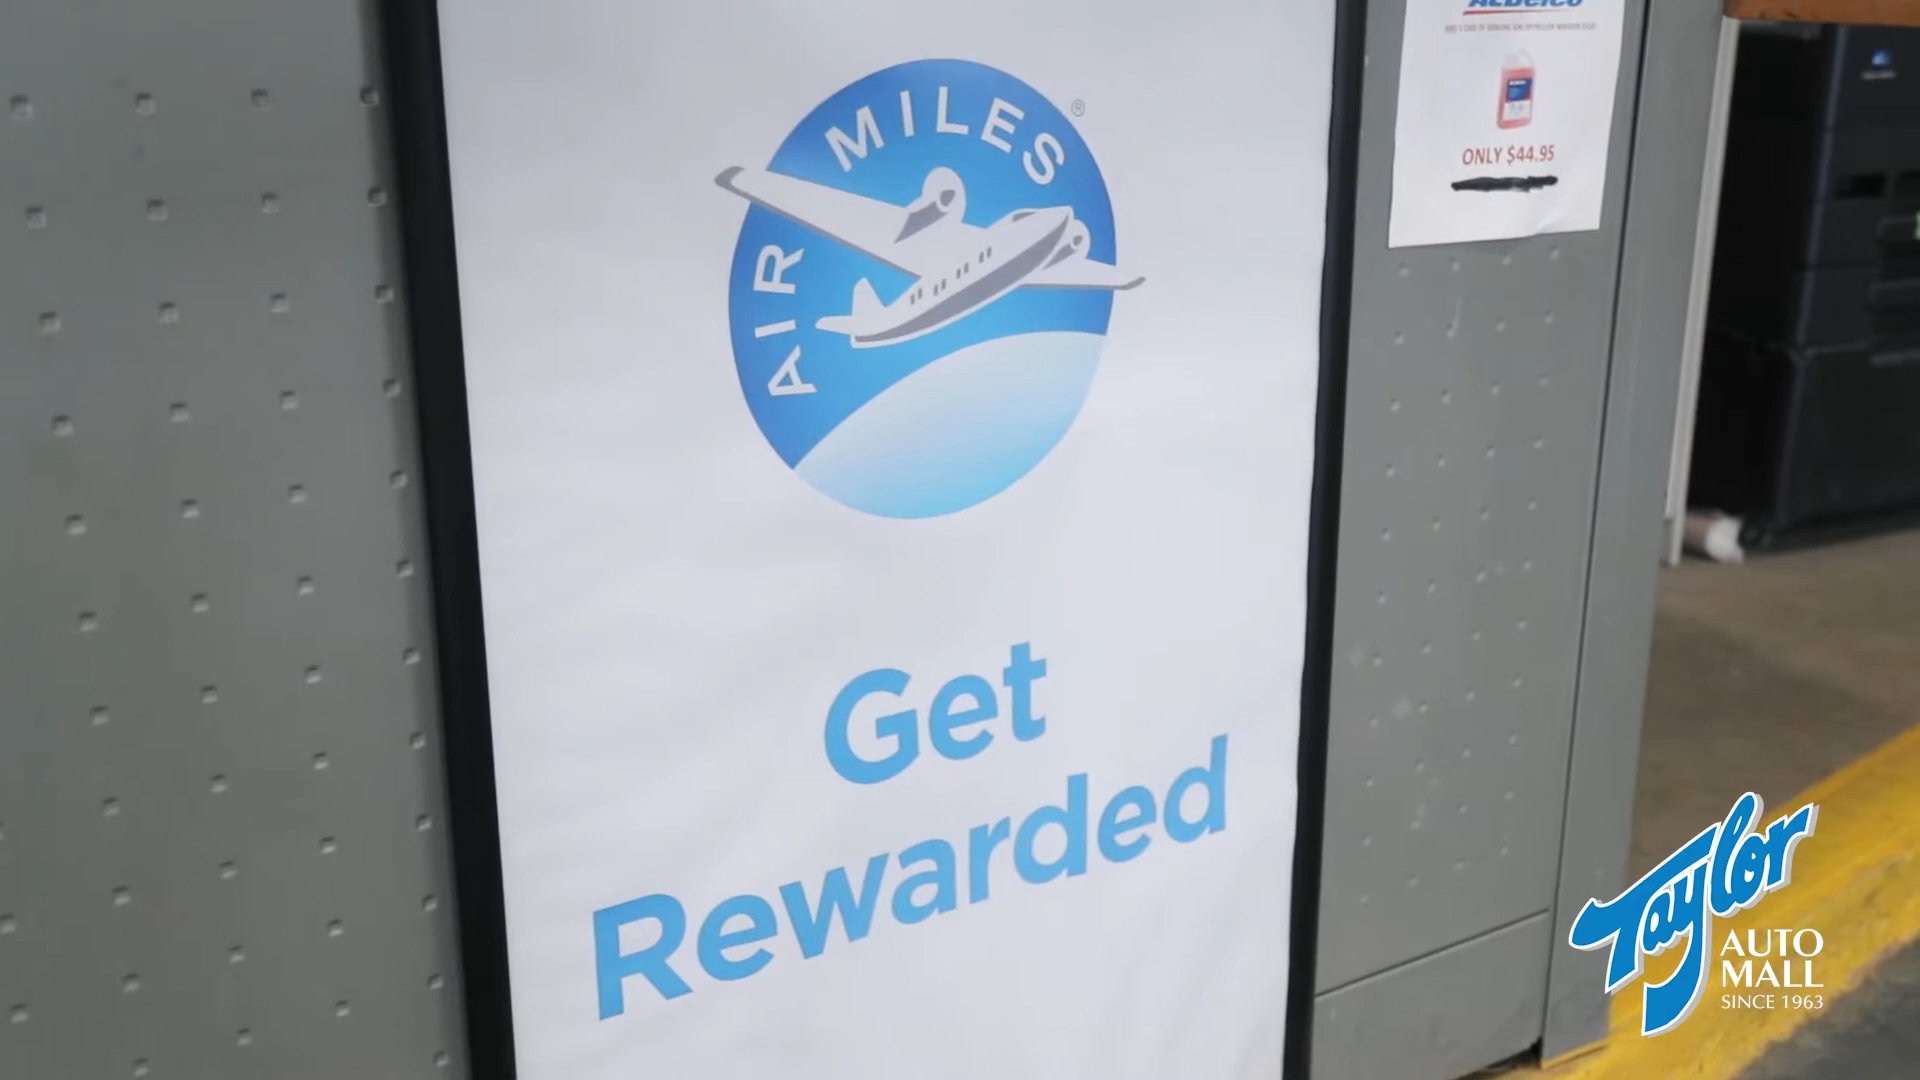 AIR MILES®
Get
Rewarded
ACDelco
ONLY $44.95
Taylor
AUTO
MALL
SINCE 1963